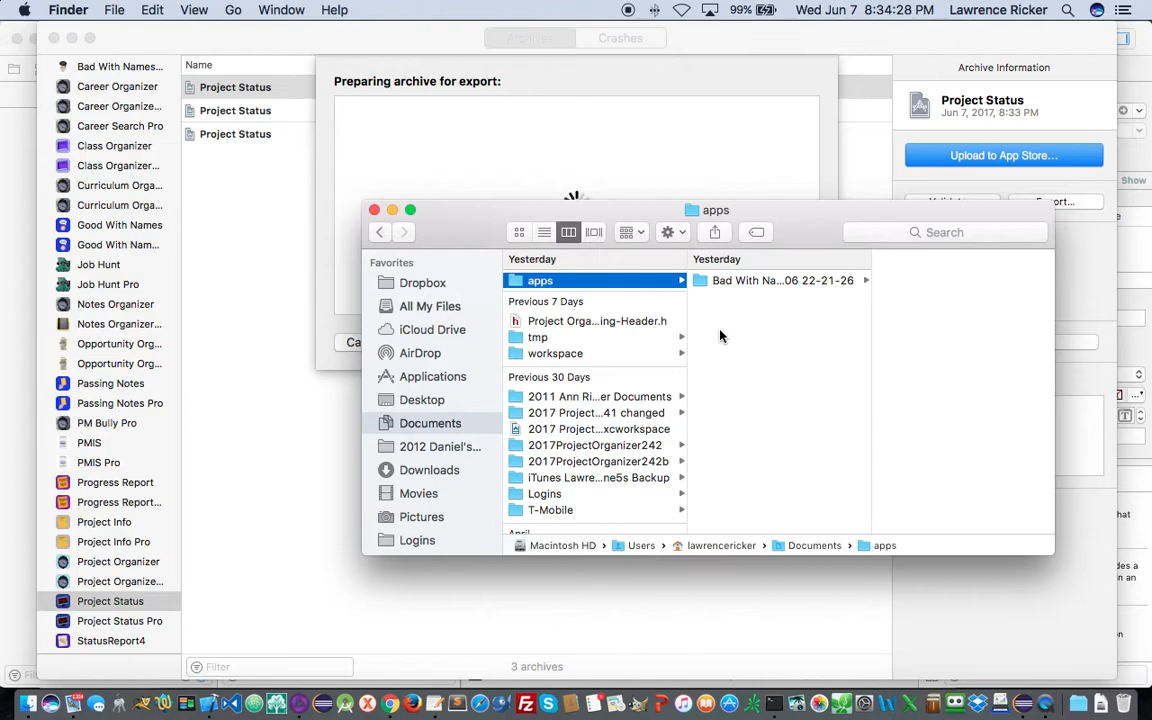 Finder File Edit View Go Window Help 99% Wed Jun 7 8:34:28 PM Lawrence Ricker
Archives Crashes
Name
Archive Information
Bad With Names...
Career Organizer
Career Organize...
Career Search Pro
Class Organizer
Class Organizer...
Curriculum Orga...
Curriculum Orga...
Good With Names
Good With Nam...
Job Hunt
Job Hunt Pro
Notes Organizer
Notes Organizer...
Opportunity Org...
Opportunity Org...
Passing Notes
Passing Notes Pro
PM Bully Pro
PMIS
PMIS Pro
Progress Report
Progress Report...
Project Info
Project Info Pro
Project Organizer
Project Organize...
Project Status
Project Status Pro
StatusReport4
Project Status
Project Status
Project Status
Filter
3 archives
Preparing archive for export:
Project Status
Jun 7, 2017, 8:33 PM
Upload to App Store...
Show
apps
Search
Favorites
Dropbox
All My Files
iCloud Drive
AirDrop
Applications
Desktop
Documents
2012 Daniel's...
Downloads
Movies
Pictures
Logins
Yesterday
apps
Previous 7 Days
Project Orga...ing-Header.h
tmp
workspace
Previous 30 Days
2011 Ann Ri...er Documents
2017 Project...41 changed
2017 Project...xcworkspace
2017ProjectOrganizer242
2017ProjectOrganizer242b
iTunes Lawre...ne5s Backup
Logins
T-Mobile
Yesterday
Bad With Na...06 22-21-26
Macintosh HD Users lawrencericker Documents apps